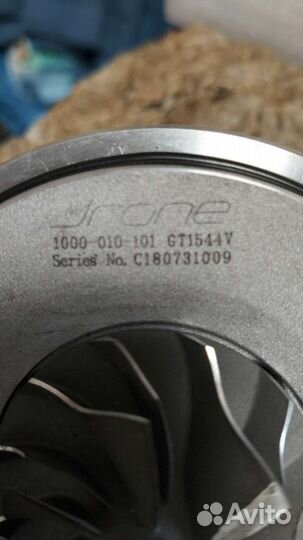 Jrone
1000-010-101 GT1544V
Series No. C180731009
Avito